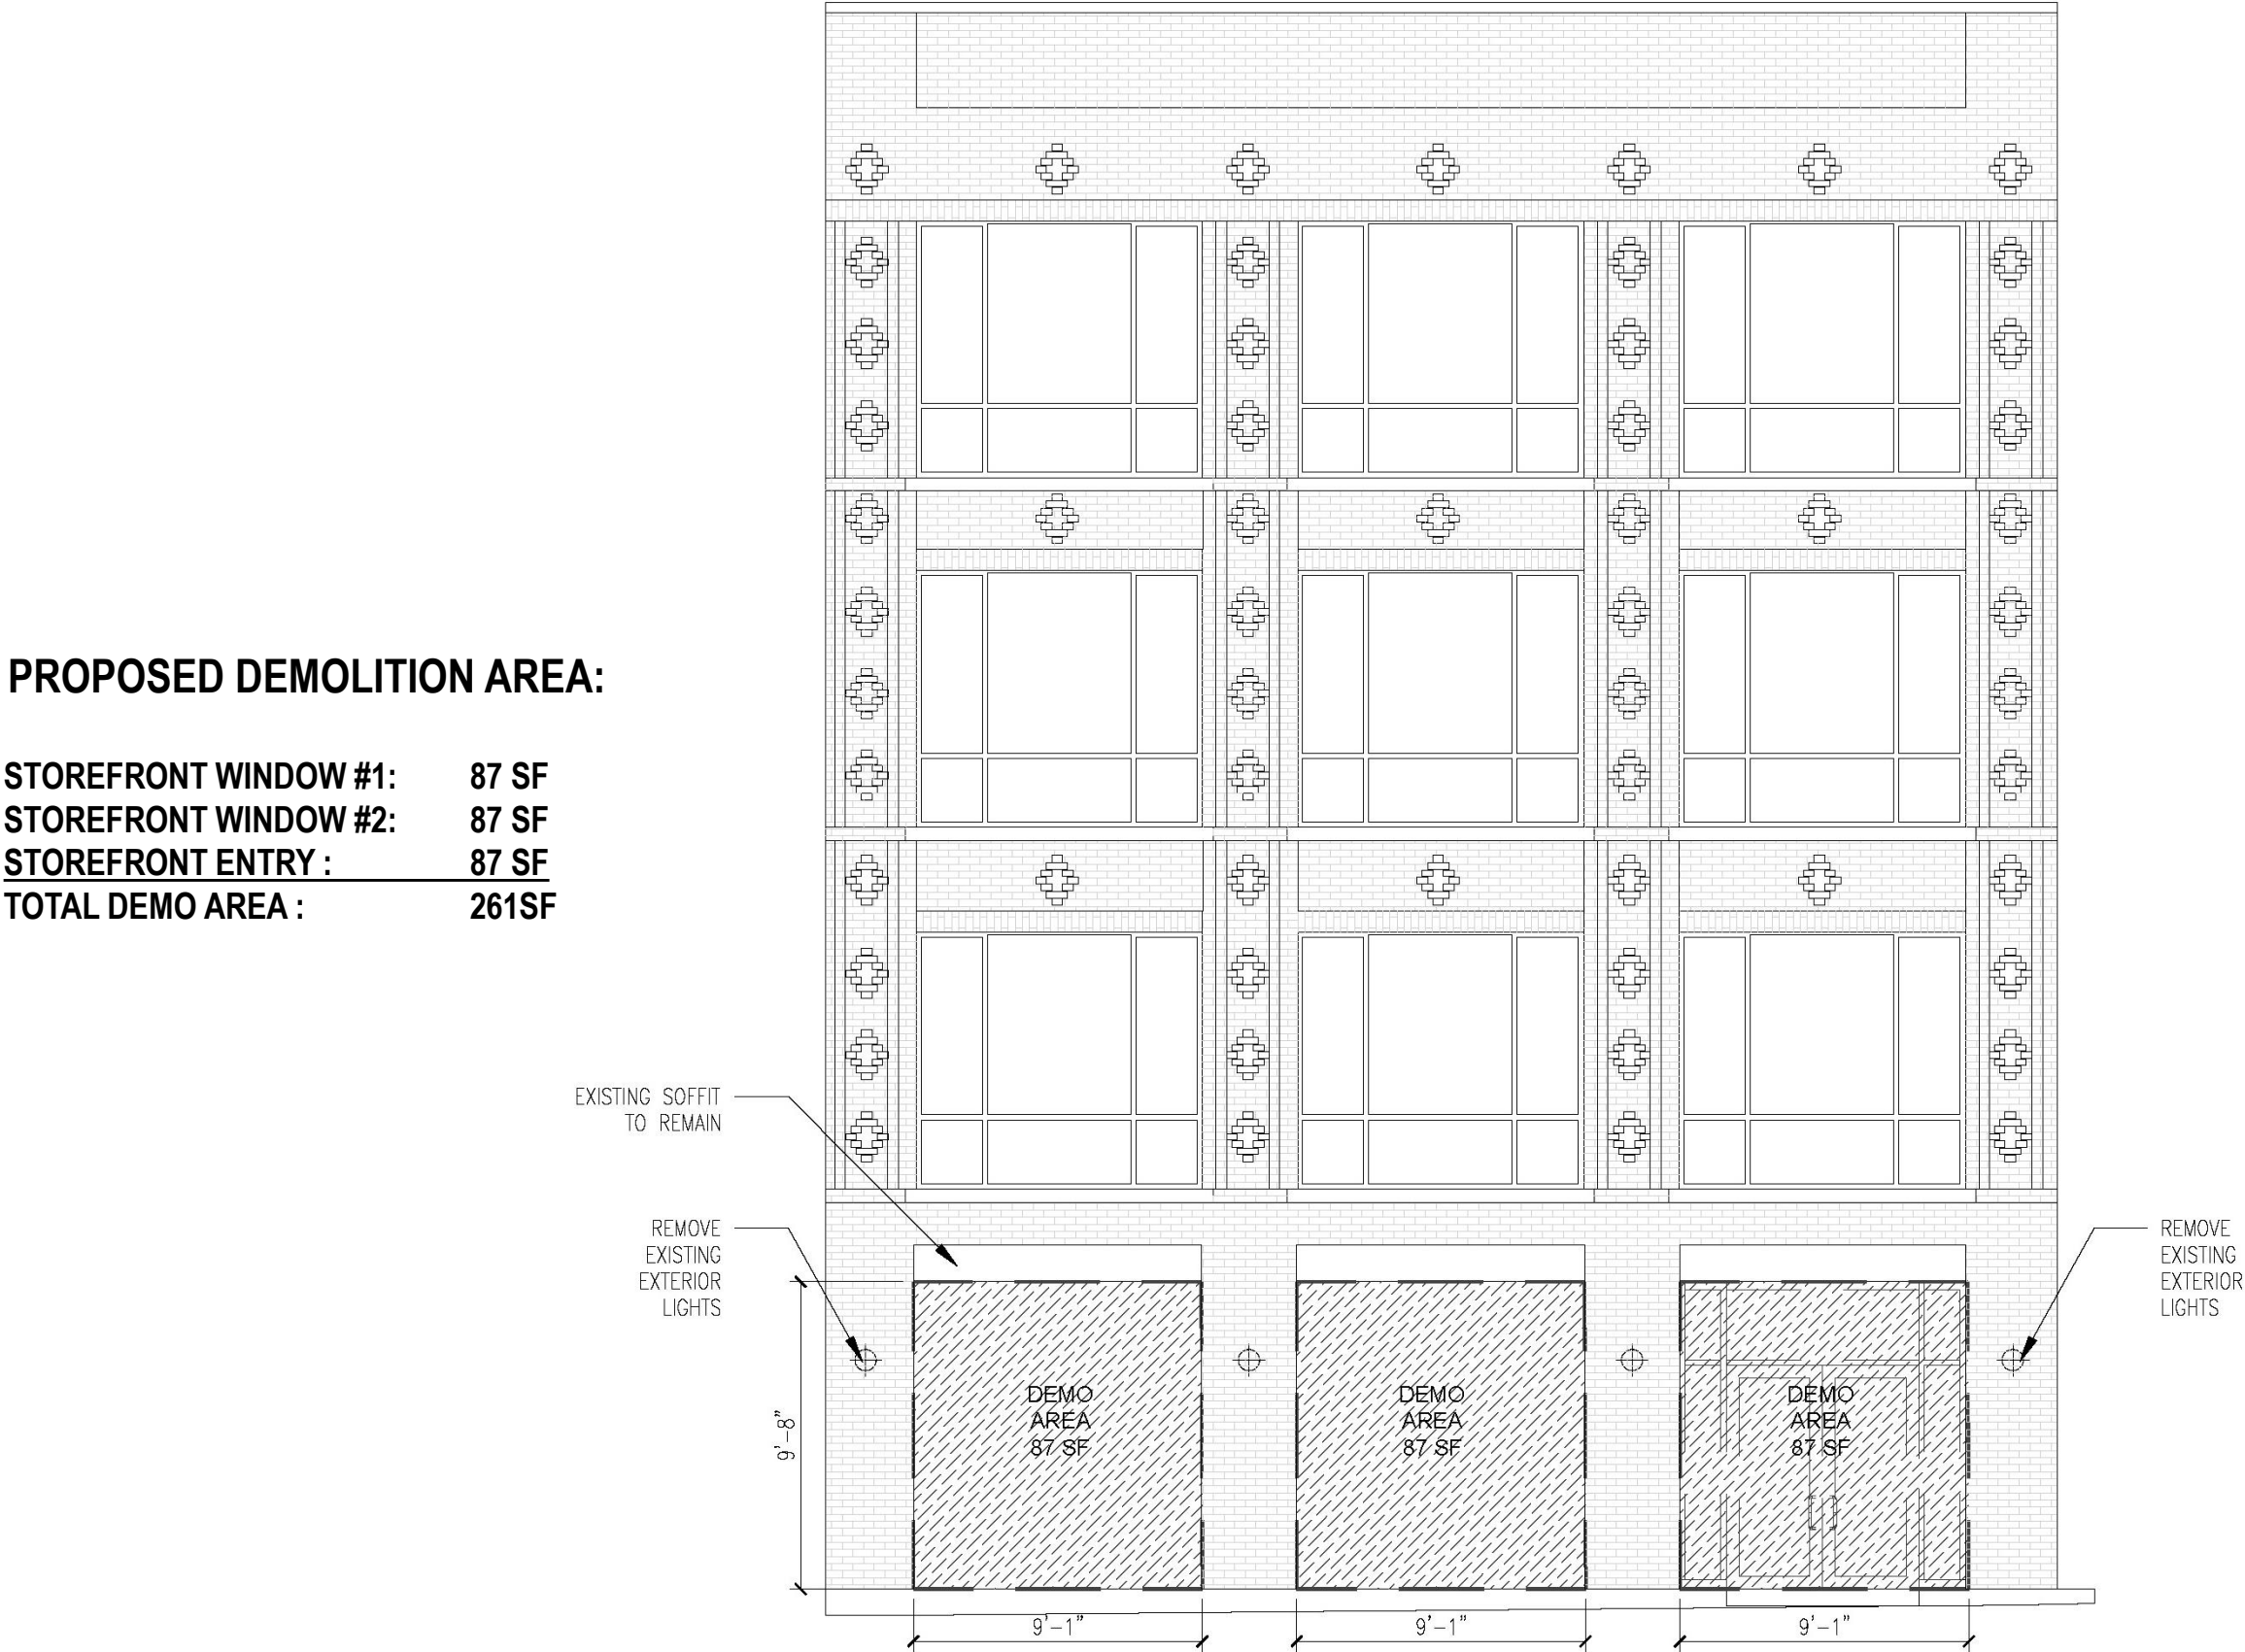 PROPOSED DEMOLITION AREA:
STOREFRONT WINDOW #1: 87 SF
STOREFRONT WINDOW #2: 87 SF
STOREFRONT ENTRY : 87 SF
TOTAL DEMO AREA : 261SF
EXISTING SOFFIT
TO REMAIN
REMOVE
EXISTING
EXTERIOR
LIGHTS
REMOVE
EXISTING
EXTERIOR
LIGHTS
9'-8"
DEMO
AREA
87 SF
DEMO
AREA
87 SF
DEMO
AREA
87 SF
9'-1"
9'-1"
9'-1"